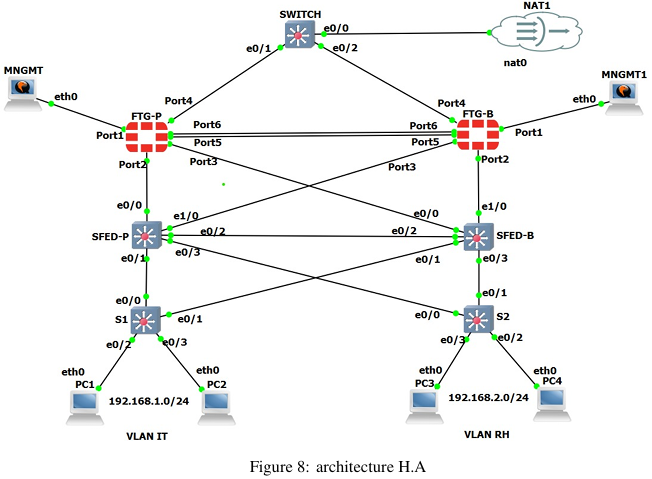 SWITCH
NAT1
e0/0
e0/1
e0/2
nat0
MNGMT
MNGMT1
eth0
eth0
Port4
Port4
FTG-P
FTG-B
Port1
Port6
Port6
Port1
Port5
Port5
Port2
Port3
Port2
Port3
e0/0
e1/0
e0/0
e1/0
SFED-P
e0/2
e0/2
SFED-B
e0/1
e0/3
e0/1
e0/3
e0/0
e0/1
S1
e0/1
e0/0
S2
e0/2
e0/3
e0/3
e0/2
eth0
eth0
eth0
eth0
PC1
PC2
PC3
PC4
192.168.1.0/24
192.168.2.0/24
VLAN IT
VLAN RH
Figure 8: architecture H.A